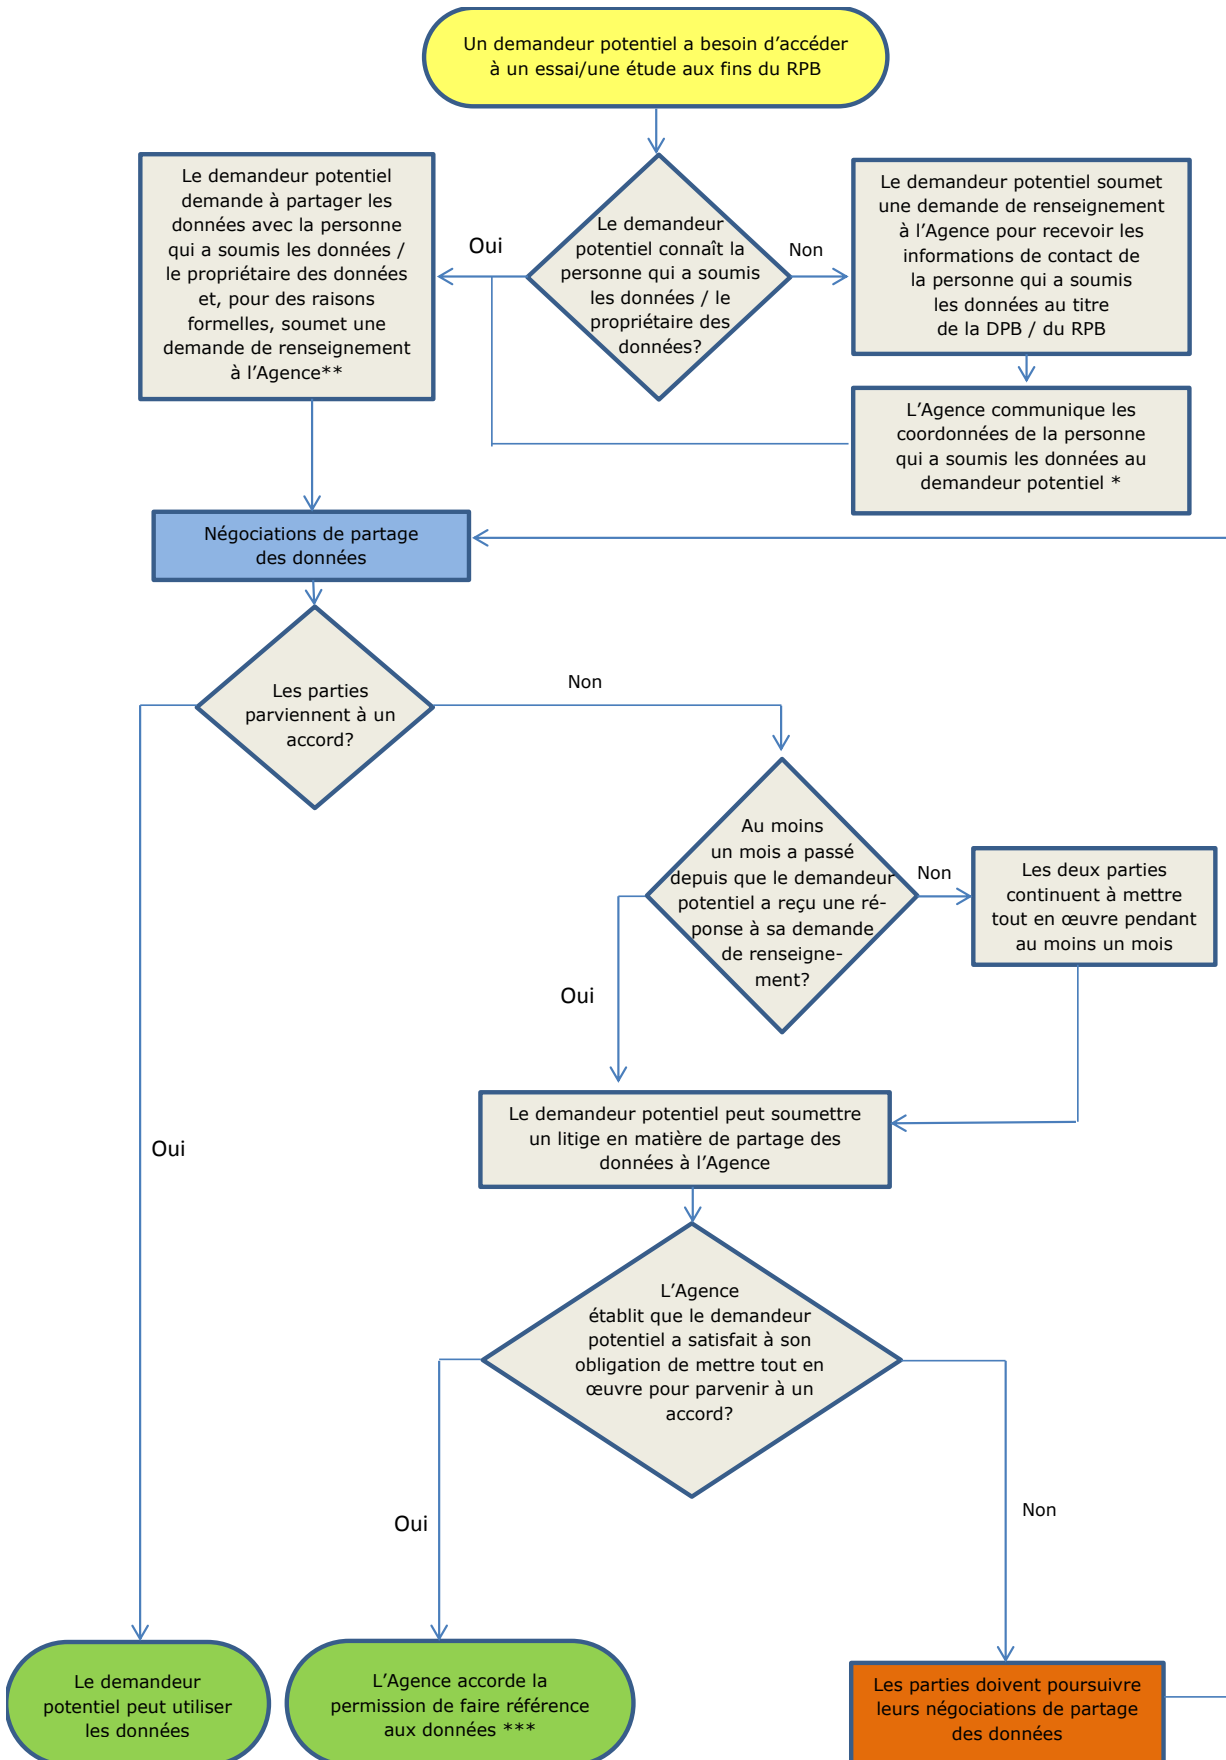 Un demandeur potentiel a besoin d’accéder
à un essai/une étude aux fins du RPB
Le demandeur potentiel
demande à partager les
données avec la personne
qui a soumis les données /
le propriétaire des données
et, pour des raisons
formelles, soumet une
demande de renseignement
à l’Agence**
Oui
Le demandeur
potentiel connaît la
personne qui a soumis
les données / le
propriétaire des
données?
Non
Le demandeur potentiel soumet
une demande de renseignement
à l’Agence pour recevoir les
informations de contact de
la personne qui a soumis
les données au titre
de la DPB / du RPB
L’Agence communique les
coordonnées de la personne
qui a soumis les données au
demandeur potentiel *
Négociations de partage
des données
Les parties
parviennent à un
accord?
Non
Au moins
un mois a passé
depuis que le demandeur
potentiel a reçu une ré-
ponse à sa demande
de renseigne-
ment?
Non
Les deux parties
continuent à mettre
tout en œuvre pendant
au moins un mois
Oui
Le demandeur potentiel peut soumettre
un litige en matière de partage des
données à l’Agence
Oui
L’Agence
établit que le demandeur
potentiel a satisfait à son
obligation de mettre tout en
œuvre pour parvenir à un
accord?
Oui
Non
Le demandeur
potentiel peut utiliser
les données
L’Agence accorde la
permission de faire référence
aux données ***
Les parties doivent poursuivre
leurs négociations de partage
des données